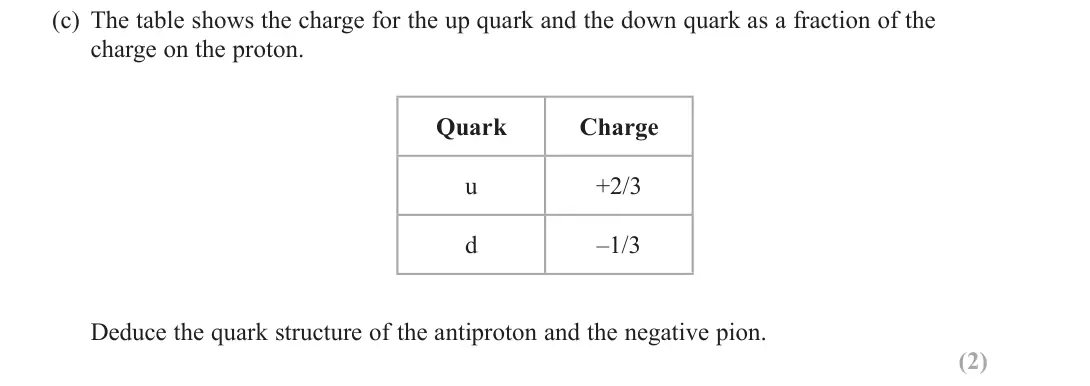 (c) The table shows the charge for the up quark and the down quark as a fraction of the
charge on the proton.
Quark Charge
u +2/3
d –1/3
Deduce the quark structure of the antiproton and the negative pion.
(2)